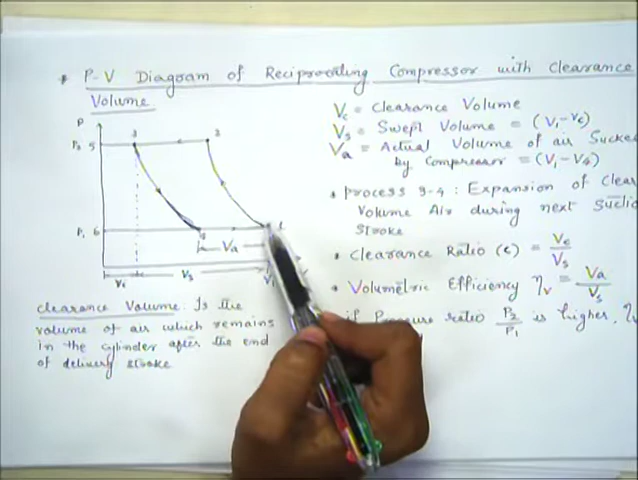 * P-V Diagram of Reciprocating Compressor with Clearance
Volume
P
P₂ 5
3
2
P₁ 6
4
1
Va
Vc
Vs
V₁
Vc = Clearance Volume
Vs = Swept Volume = (V₁-Vc)
Va = Actual Volume of air Sucked
by Compressor = (V₁-V₄)
* Process 3-4: Expansion of Clear
Volume Air during next Suctio
Stroke
* Clearance Ratio (c) = Vc/Vs
* Volumetric Efficiency ηv = Va/Vs
if Pressure ratio P₂/P₁ is higher, η
Clearance Volume: Is the
volume of air which remains
in the cylinder after the end
of delivery stroke